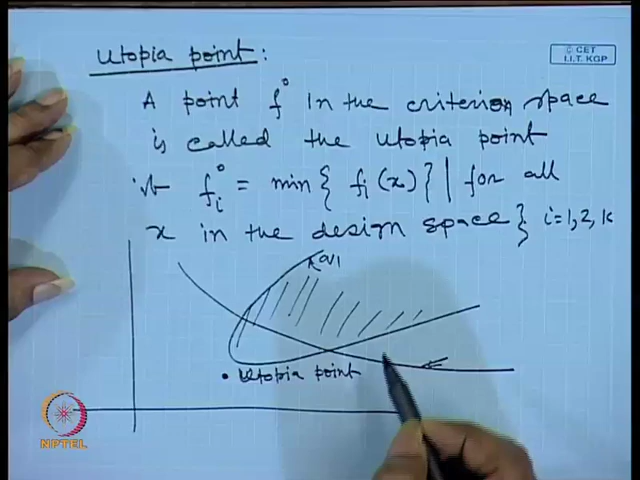 Utopia point :
© CET
I.I.T. KGP
A point f° in the criterion space
is called the utopia point
if f°i = min { fi (x) } | for all
x in the design space } i=1, 2, K
Utopia point
NPTEL